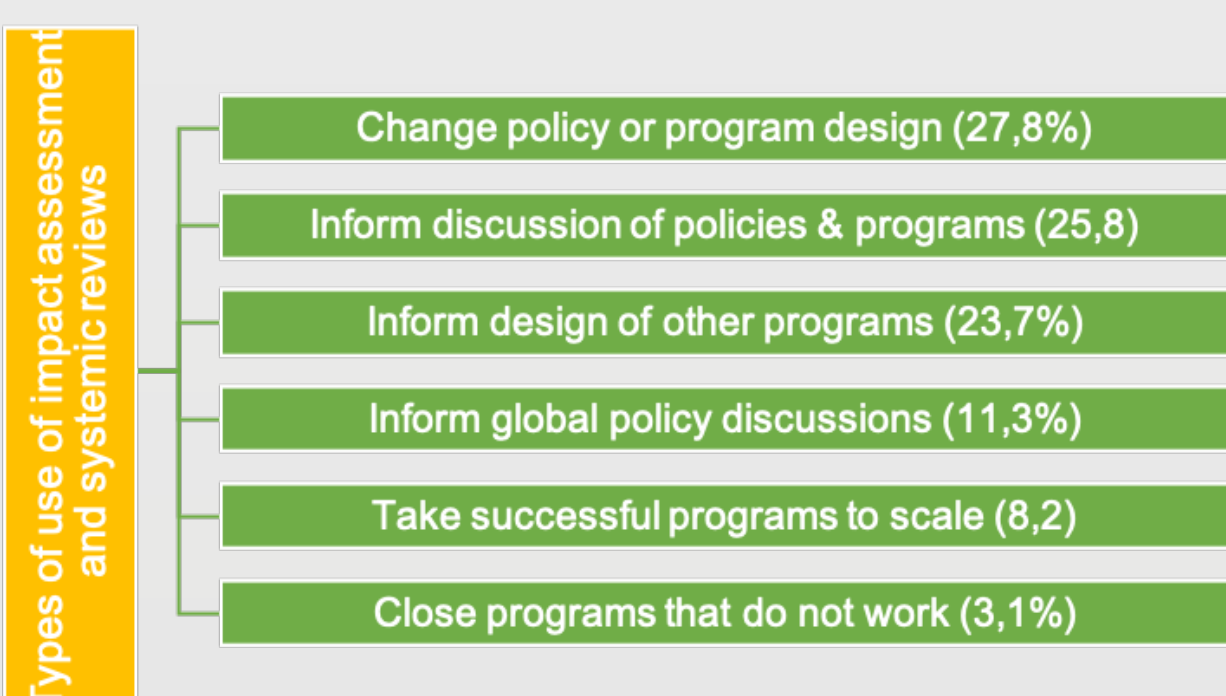 Types of use of impact assessment
and systemic reviews
Change policy or program design (27,8%)
Inform discussion of policies & programs (25,8)
Inform design of other programs (23,7%)
Inform global policy discussions (11,3%)
Take successful programs to scale (8,2)
Close programs that do not work (3,1%)